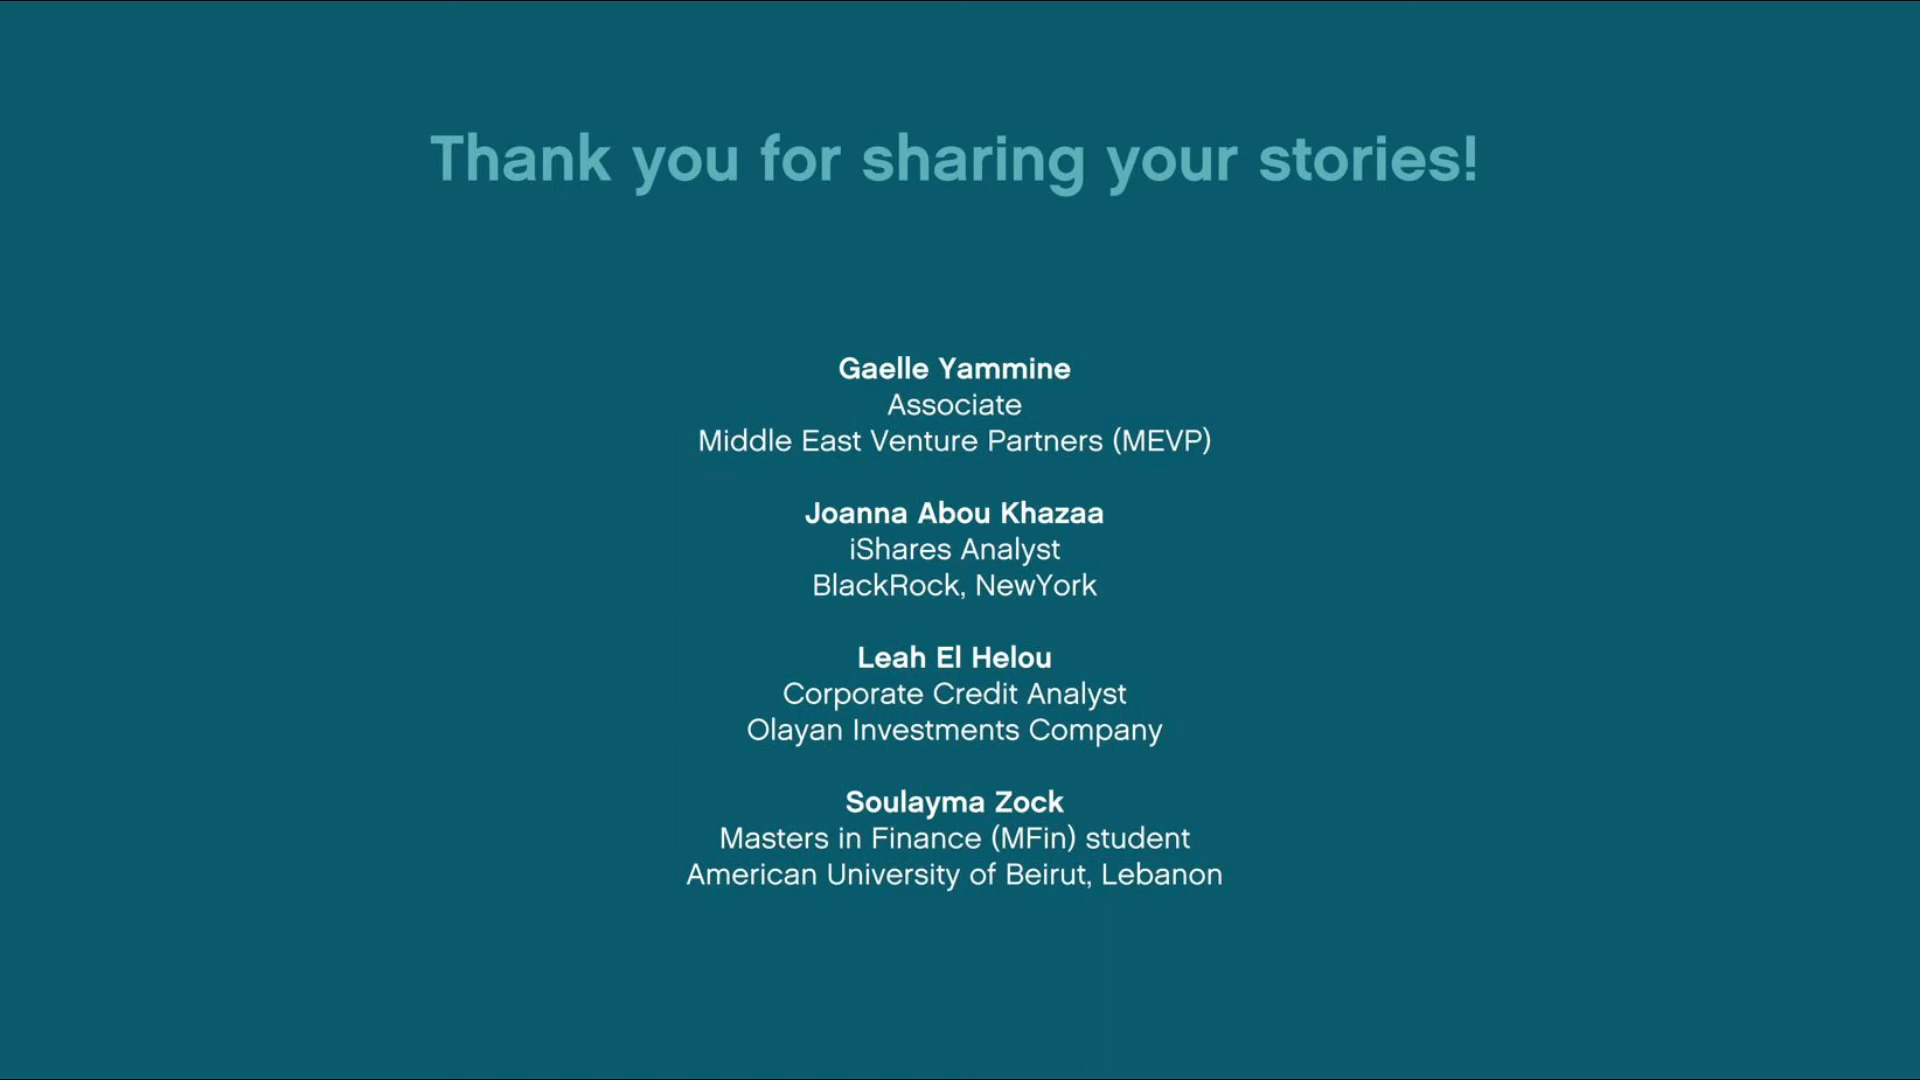 Thank you for sharing your stories!
Gaelle Yammine
Associate
Middle East Venture Partners (MEVP)
Joanna Abou Khazaa
iShares Analyst
BlackRock, NewYork
Leah El Helou
Corporate Credit Analyst
Olayan Investments Company
Soulayma Zock
Masters in Finance (MFin) student
American University of Beirut, Lebanon